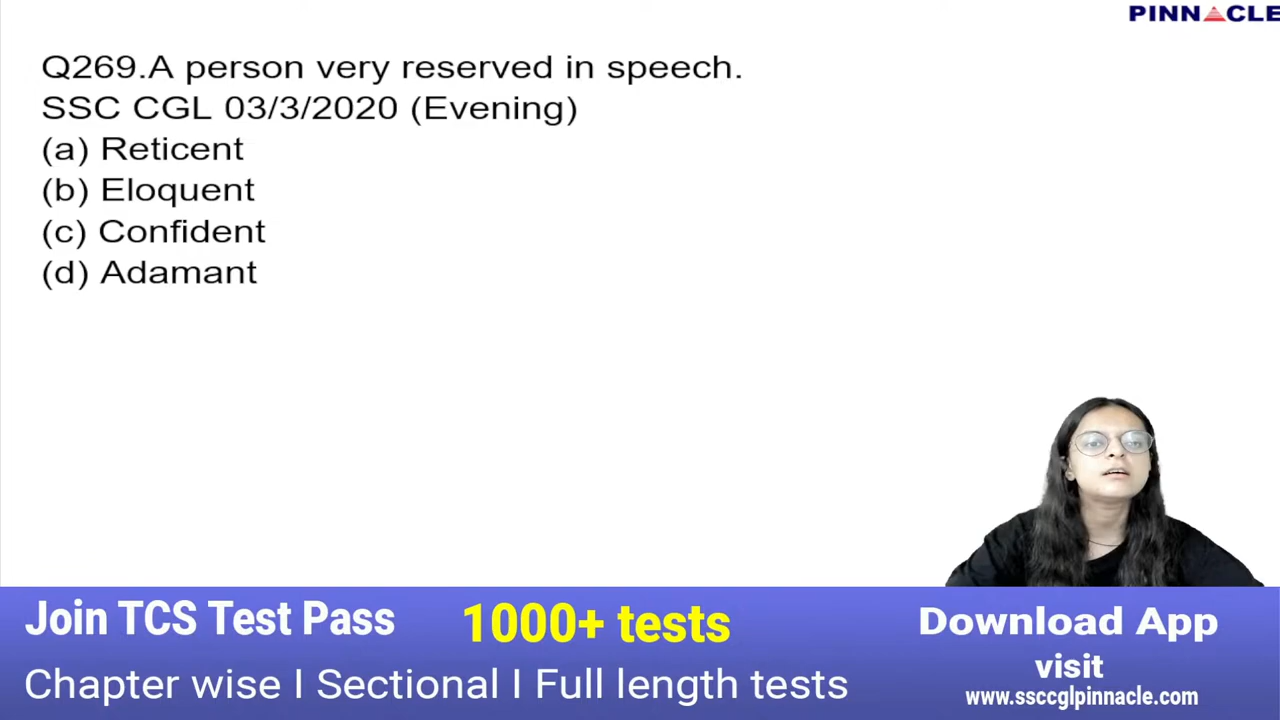 PINNACLE
Q269.A person very reserved in speech.
SSC CGL 03/3/2020 (Evening)
(a) Reticent
(b) Eloquent
(c) Confident
(d) Adamant
Join TCS Test Pass
1000+ tests
Chapter wise I Sectional I Full length tests
Download App
visit
www.ssccglpinnacle.com